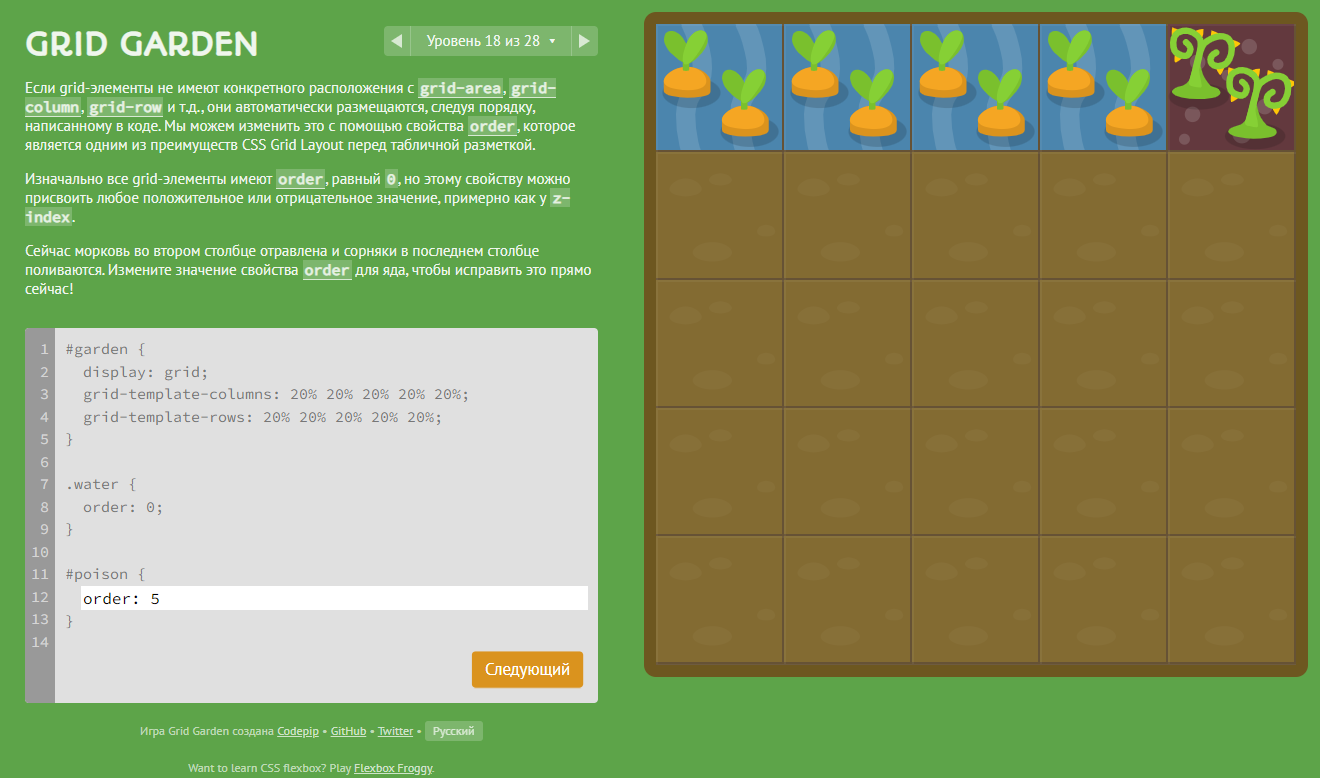 GRID GARDEN
Уровень 18 из 28
Если grid-элементы не имеют конкретного расположения с grid-area, grid-
column, grid-row и т.д., они автоматически размещаются, следуя порядку,
написанному в коде. Мы можем изменить это с помощью свойства order, которое
является одним из преимуществ CSS Grid Layout перед табличной разметкой.
Изначально все grid-элементы имеют order, равный 0, но этому свойству можно
присвоить любое положительное или отрицательное значение, примерно как у z-
index.
Сейчас морковь во втором столбце отравлена и сорняки в последнем столбце
поливаются. Измените значение свойства order для яда, чтобы исправить это прямо
сейчас!
1 #garden {
2 display: grid;
3 grid-template-columns: 20% 20% 20% 20% 20%;
4 grid-template-rows: 20% 20% 20% 20% 20%;
5 }
6
7 .water {
8 order: 0;
9 }
10
11 #poison {
12 order: 5
13 }
14
Следующий
Игра Grid Garden создана Codepip • GitHub • Twitter • Русский
Want to learn CSS flexbox? Play Flexbox Froggy.